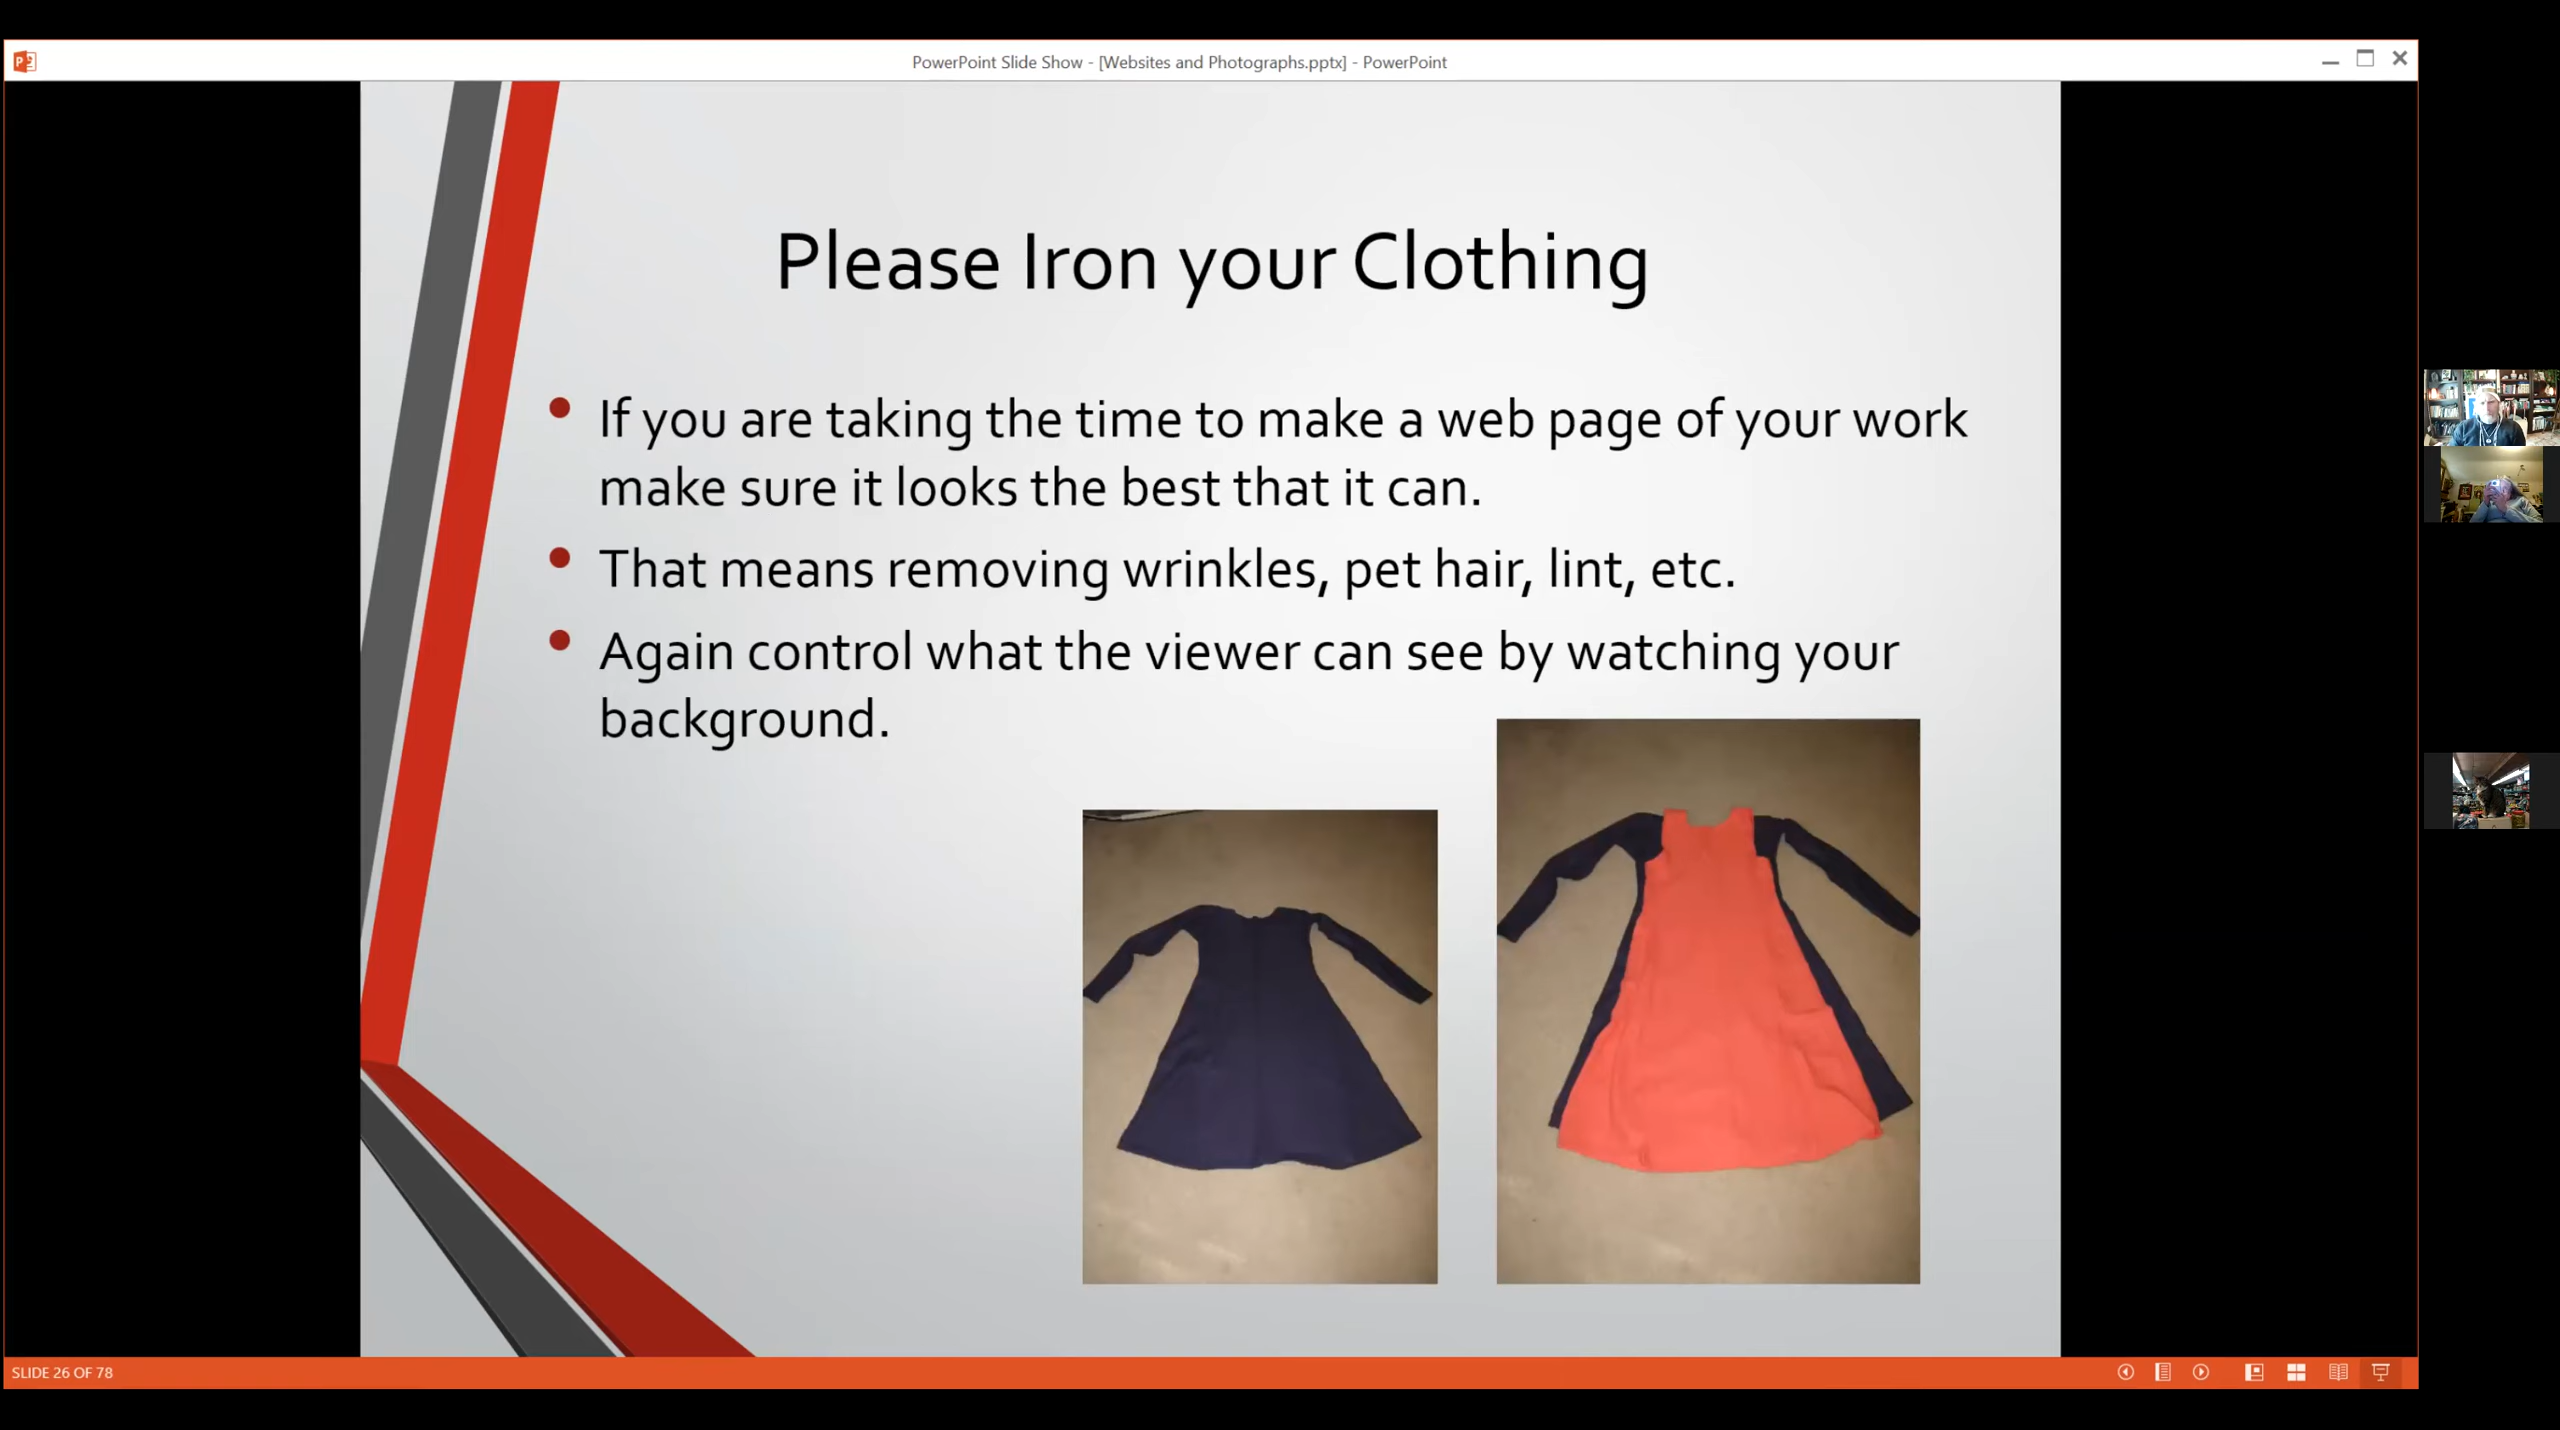 PowerPoint Slide Show - [Websites and Photographs.pptx] - PowerPoint
Please Iron your Clothing
• If you are taking the time to make a web page of your work
make sure it looks the best that it can.
• That means removing wrinkles, pet hair, lint, etc.
• Again control what the viewer can see by watching your
background.
SLIDE 26 OF 78